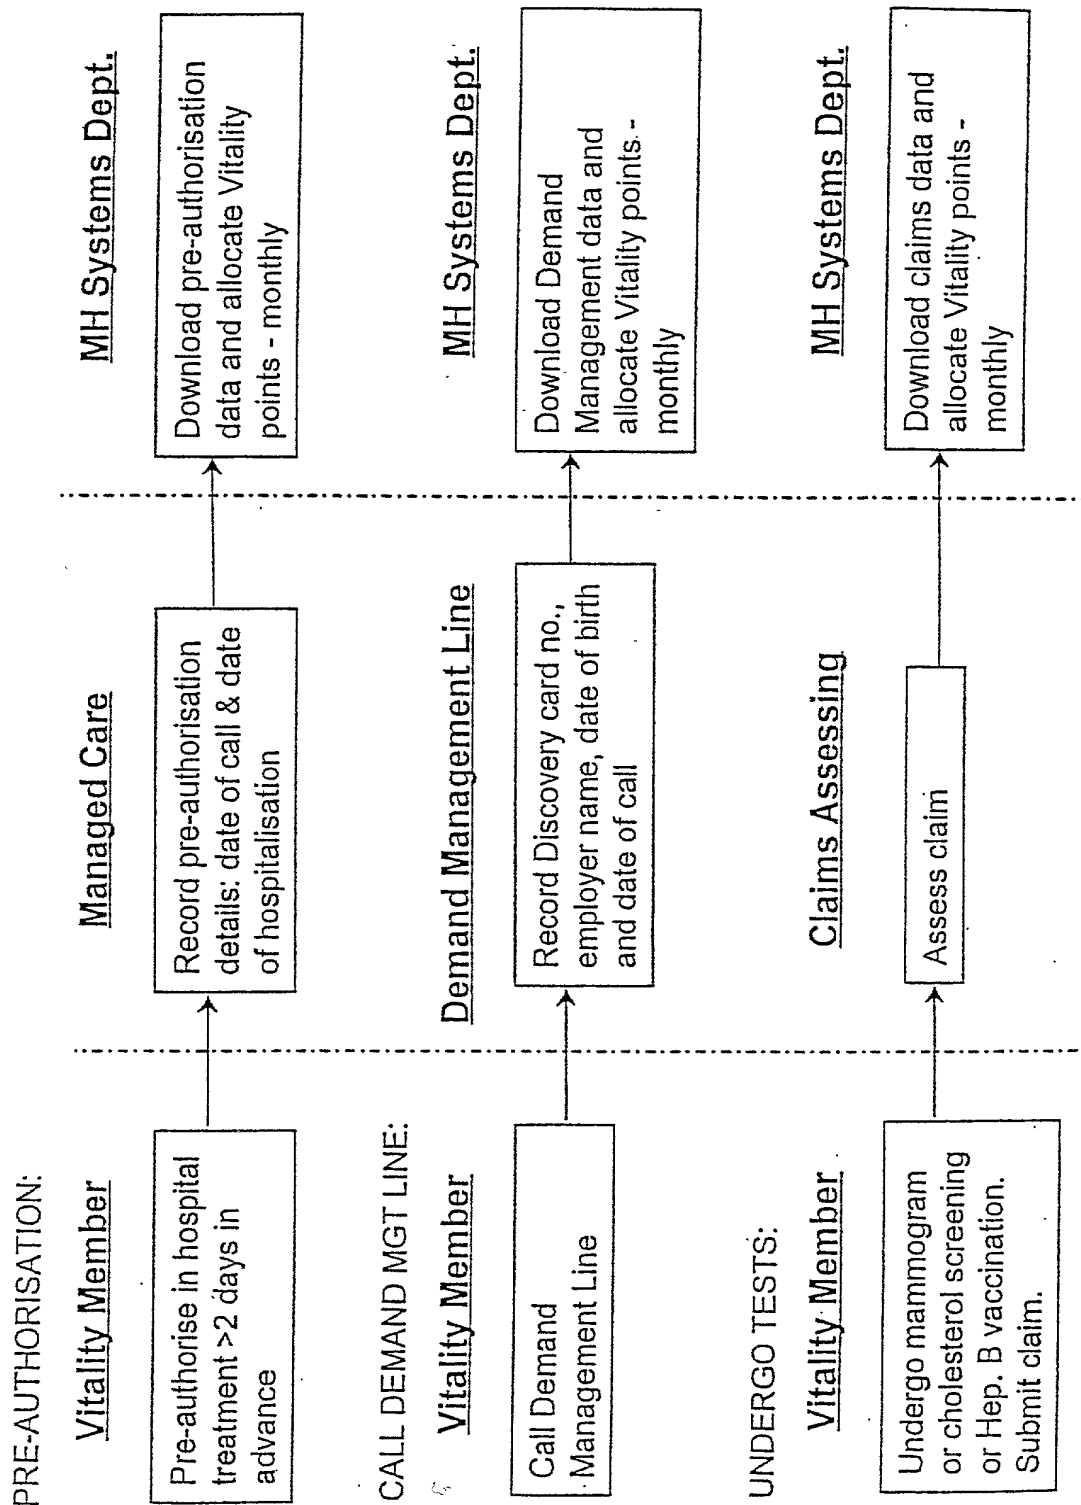 PRE-AUTHORISATION:
Vitality Member
Pre-authorise in hospital
treatment >2 days in
advance
Managed Care
Record pre-authorisation
details: date of call & date
of hospitalisation
MH Systems Dept.
Download pre-authorisation
data and allocate Vitality
points - monthly
CALL DEMAND MGT LINE:
Vitality Member
Call Demand
Management Line
Demand Management Line
Record Discovery card no.,
employer name, date of birth
and date of call
MH Systems Dept.
Download Demand
Management data and
allocate Vitality points -
monthly
UNDERGO TESTS:
Vitality Member
Undergo mammogram
or cholesterol screening
or Hep. B vaccination.
Submit claim.
Claims Assessing
Assess claim
MH Systems Dept.
Download claims data and
allocate Vitality points -
monthly